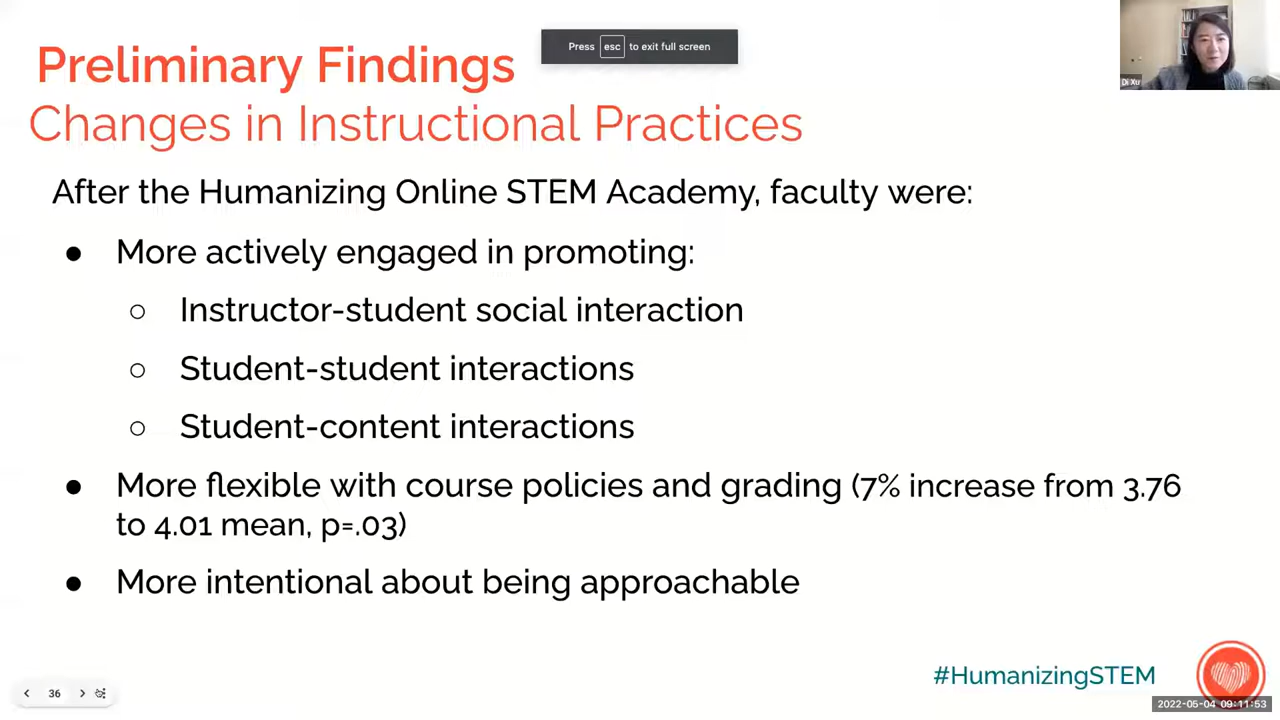 Preliminary Findings
Press esc to exit full screen
Di Xu
Changes in Instructional Practices
After the Humanizing Online STEM Academy, faculty were:
● More actively engaged in promoting:
○ Instructor-student social interaction
○ Student-student interactions
○ Student-content interactions
● More flexible with course policies and grading (7% increase from 3.76
to 4.01 mean, p=.03)
● More intentional about being approachable
#HumanizingSTEM
36
2022-05-04 09:11:53